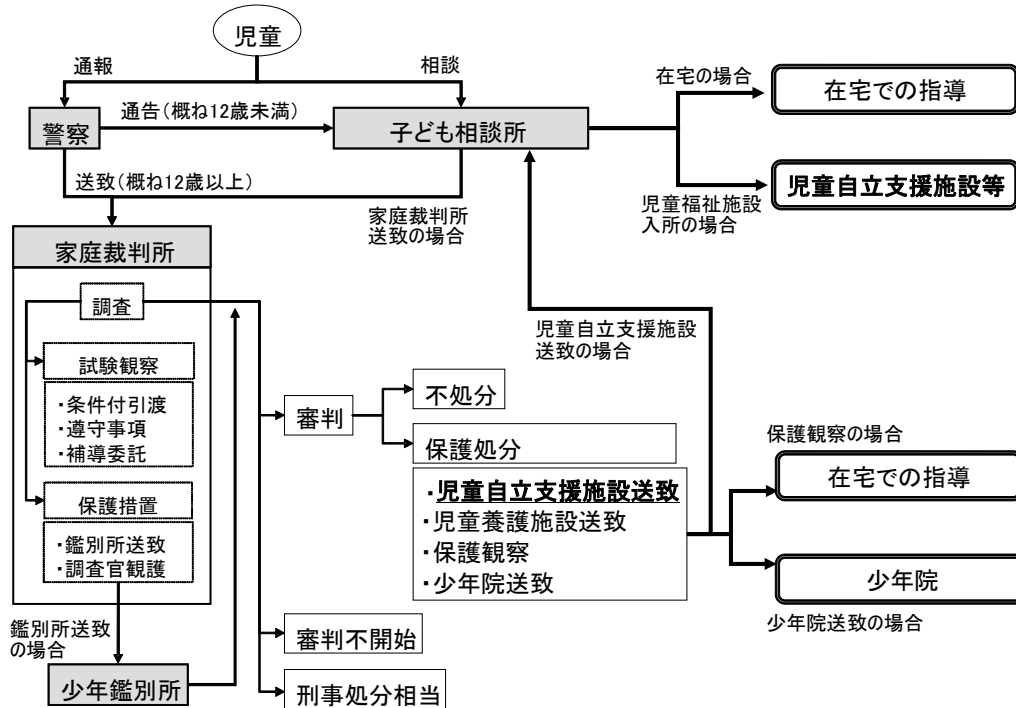 児童
通報
相談
在宅の場合
在宅での指導
警察
通告(概ね12歳未満)
子ども相談所
児童自立支援施設等
送致(概ね12歳以上)
児童福祉施設
入所の場合
家庭裁判所
送致の場合
家庭裁判所
調査
児童自立支援施設
送致の場合
試験観察
・条件付引渡
・遵守事項
・補導委託
不処分
審判
保護処分
保護観察の場合
在宅での指導
・児童自立支援施設送致
・児童養護施設送致
・保護観察
・少年院送致
保護措置
・鑑別所送致
・調査官観護
少年院
少年院送致の場合
鑑別所送致
の場合
審判不開始
少年鑑別所
刑事処分相当